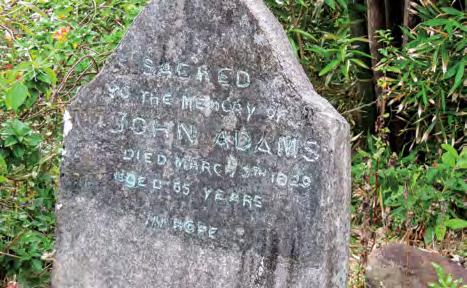 SACRED
TO THE MEMORY OF
JOHN ADAMS
DIED MARCH 5TH 1829
AGED 65 YEARS
IN HOPE